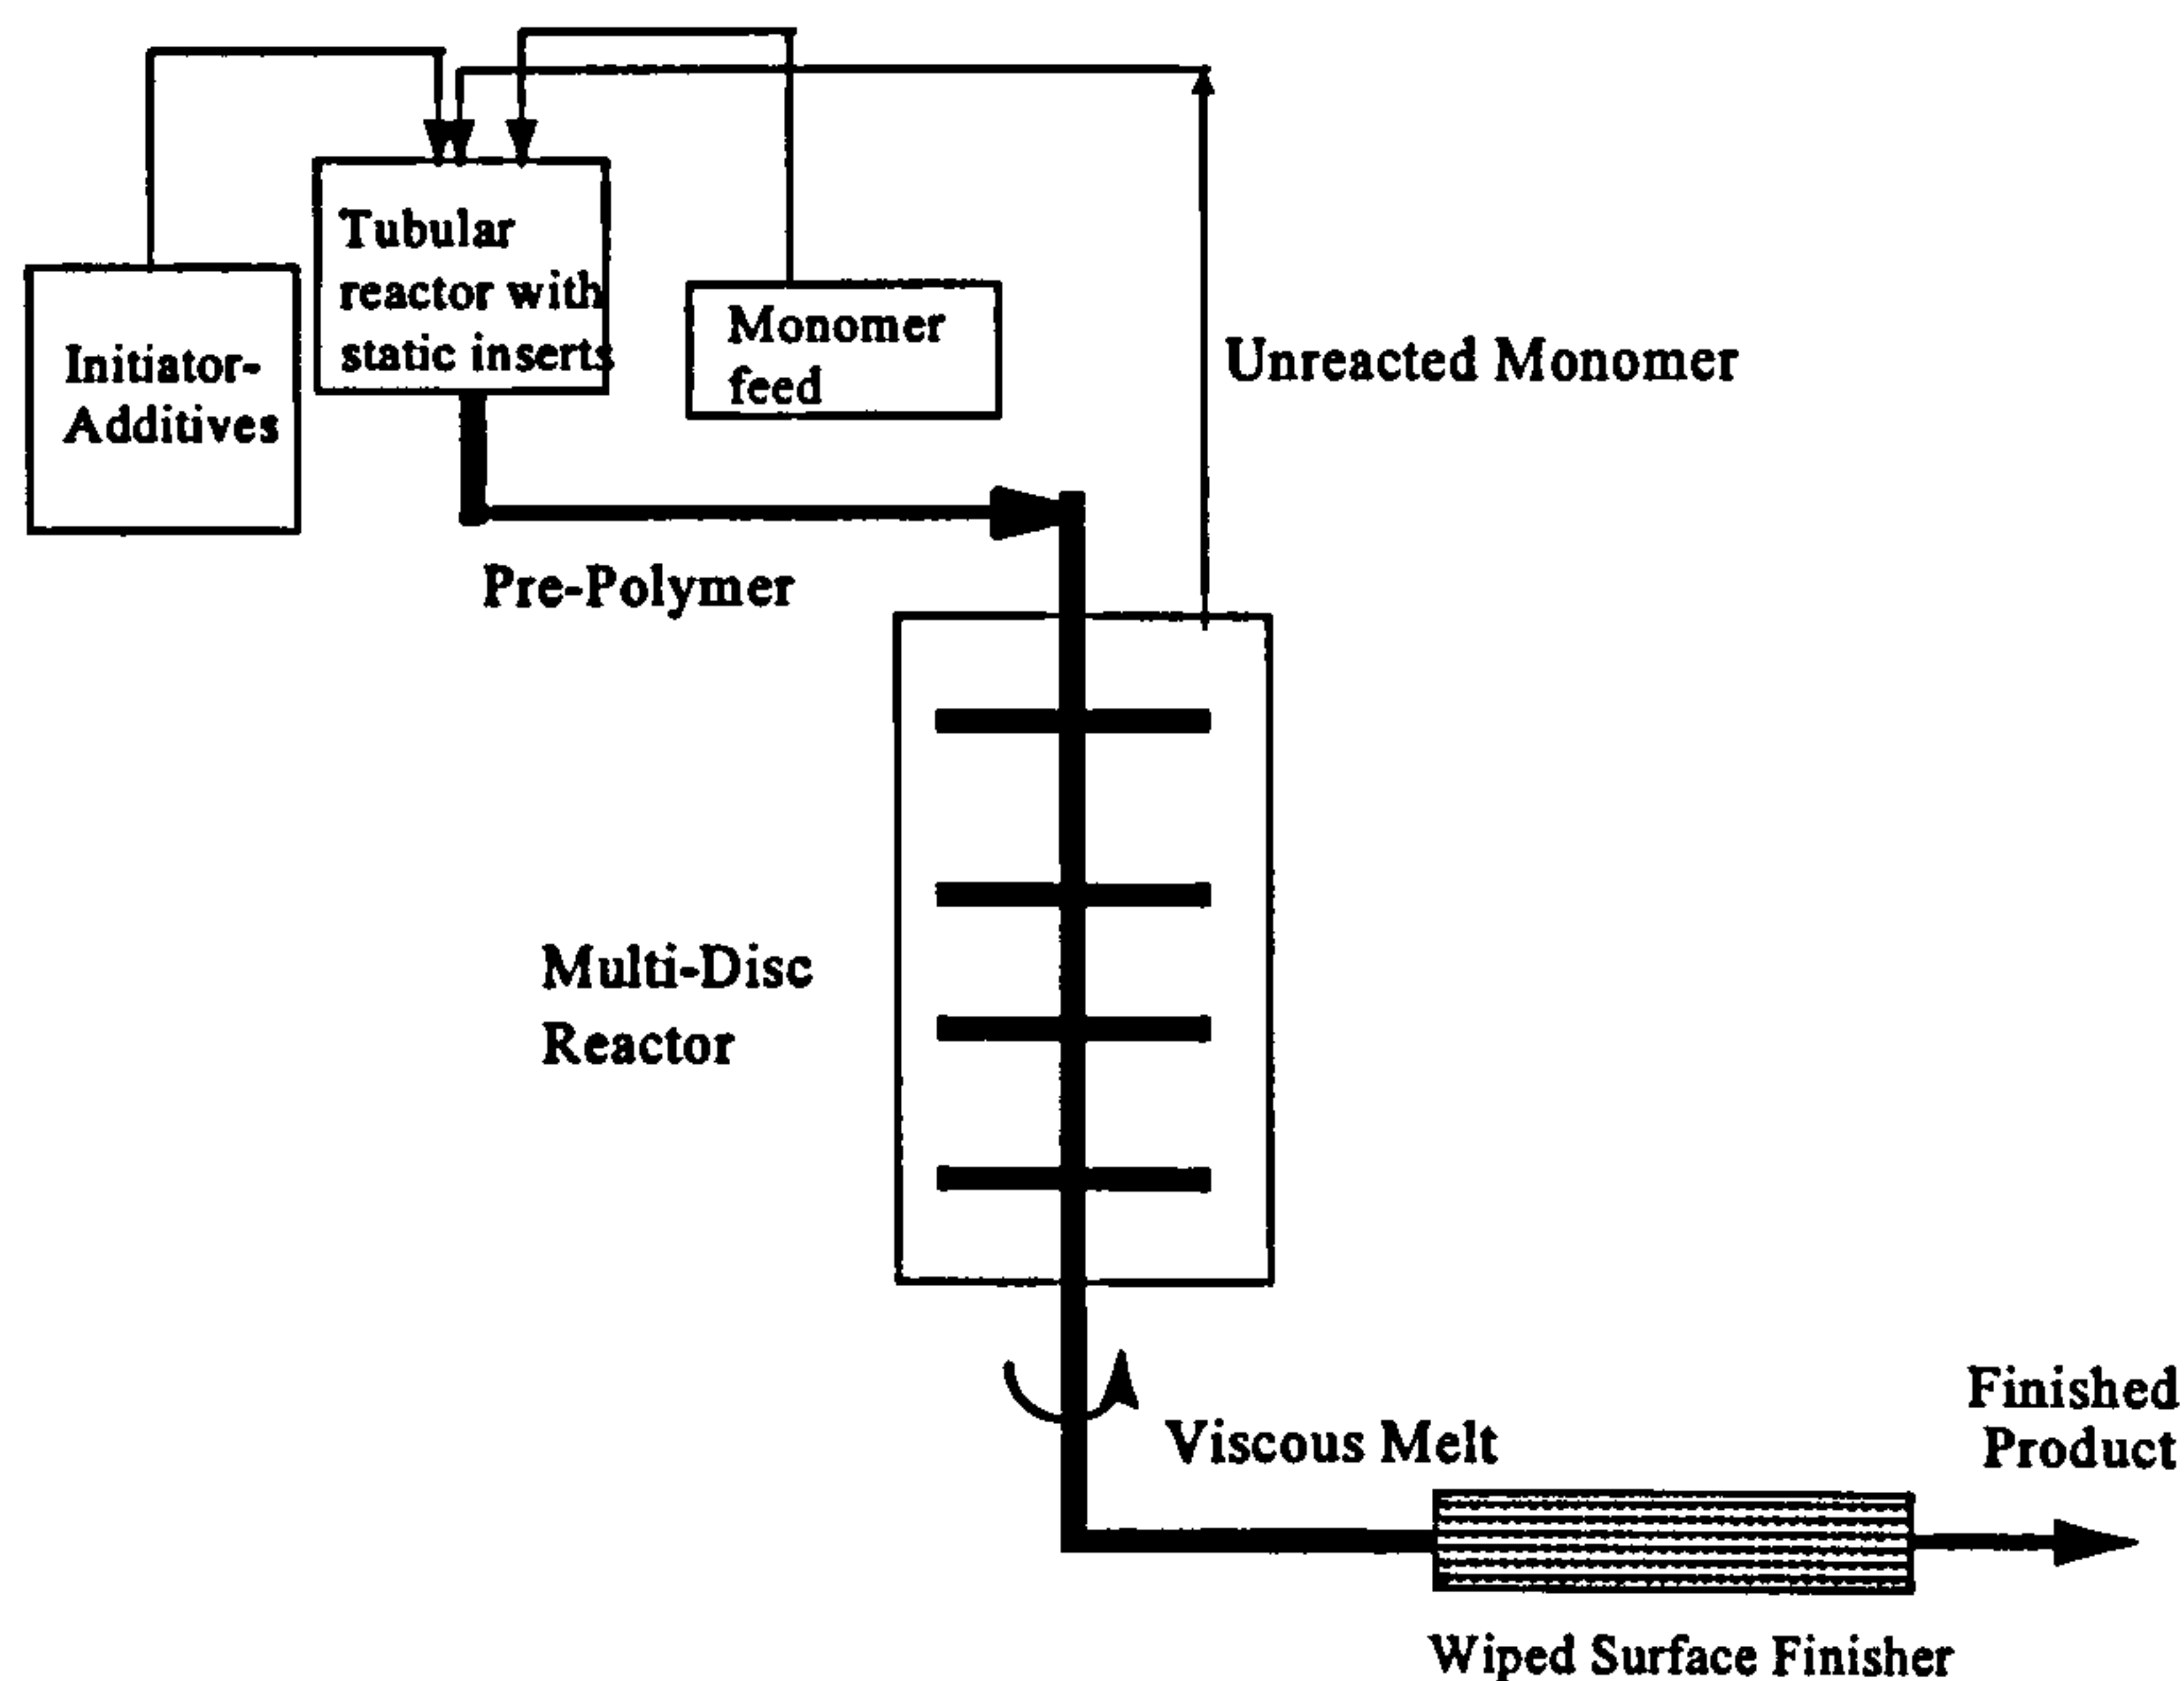 Tubular
reactor with
static inserts
Initiator-
Additives
Monomer
feed
Unreacted Monomer
Pre-Polymer
Multi-Disc
Reactor
Viscous Melt
Finished
Product
Wiped Surface Finisher